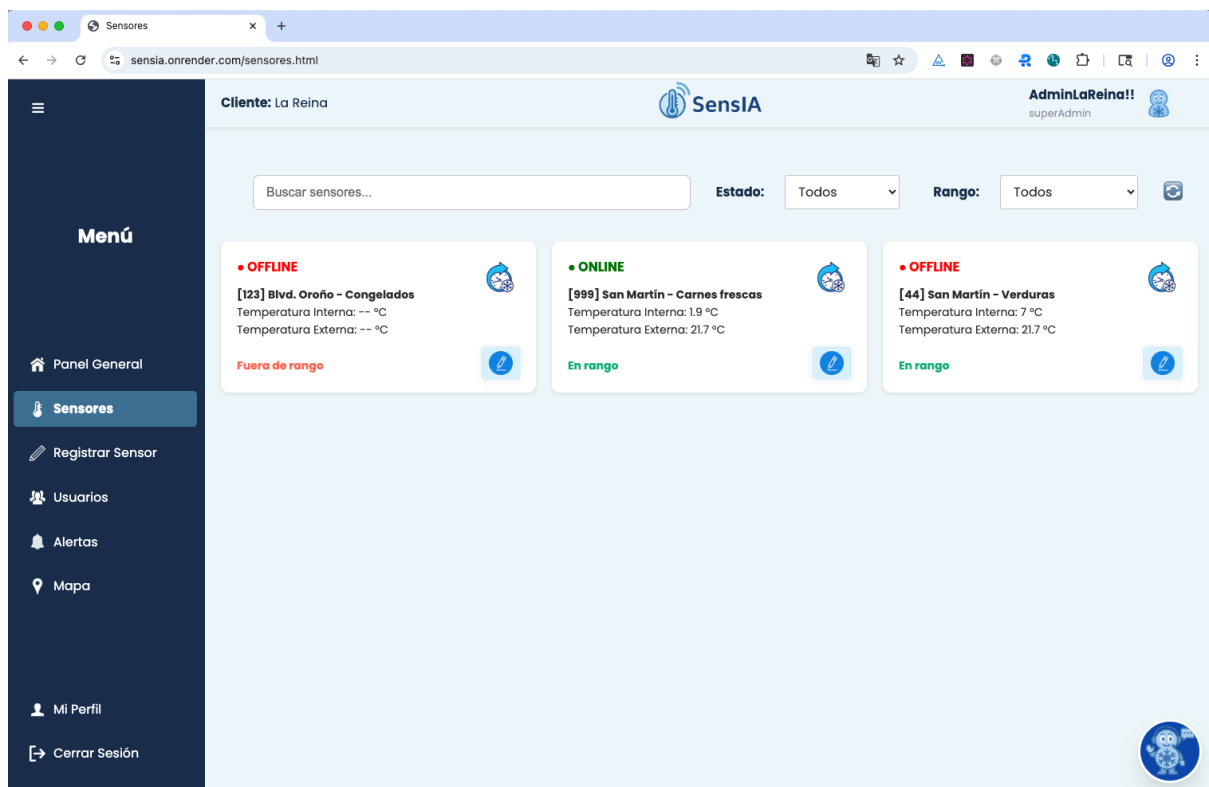 Sensores
sensia.onrender.com/sensores.html
Cliente: La Reina
SensIA
AdminLaReina!!
superAdmin
Menú
Panel General
Sensores
Registrar Sensor
Usuarios
Alertas
Mapa
Mi Perfil
Cerrar Sesión
Buscar sensores...
Estado:
Todos
Rango:
Todos
• OFFLINE
[123] Blvd. Oroño - Congelados
Temperatura Interna: -- °C
Temperatura Externa: -- °C
Fuera de rango
• ONLINE
[999] San Martín - Carnes frescas
Temperatura Interna: 1.9 °C
Temperatura Externa: 21.7 °C
En rango
• OFFLINE
[44] San Martín - Verduras
Temperatura Interna: 7 °C
Temperatura Externa: 21.7 °C
En rango